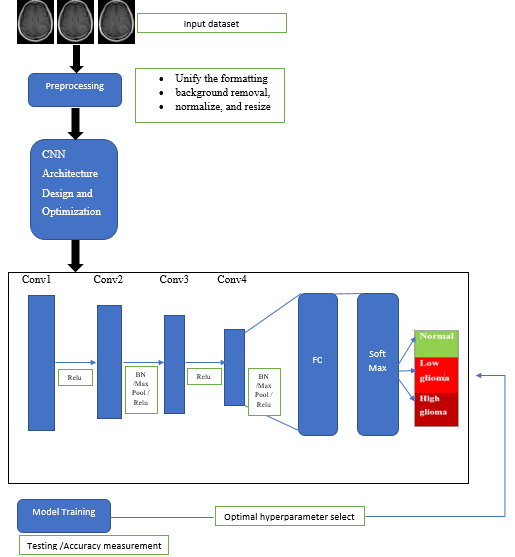 Input dataset
Preprocessing
• Unify the formatting
• background removal,
• normalize, and resize
CNN
Architecture
Design and
Optimization
Conv1 Conv2 Conv3 Conv4
Relu
BN
/Max
Pool /
Relu
Relu
BN
/Max
Pool /
Relu
FC
Soft
Max
Normal
Low
glioma
High
glioma
Model Training
Optimal hyperparameter select
Testing /Accuracy measurement